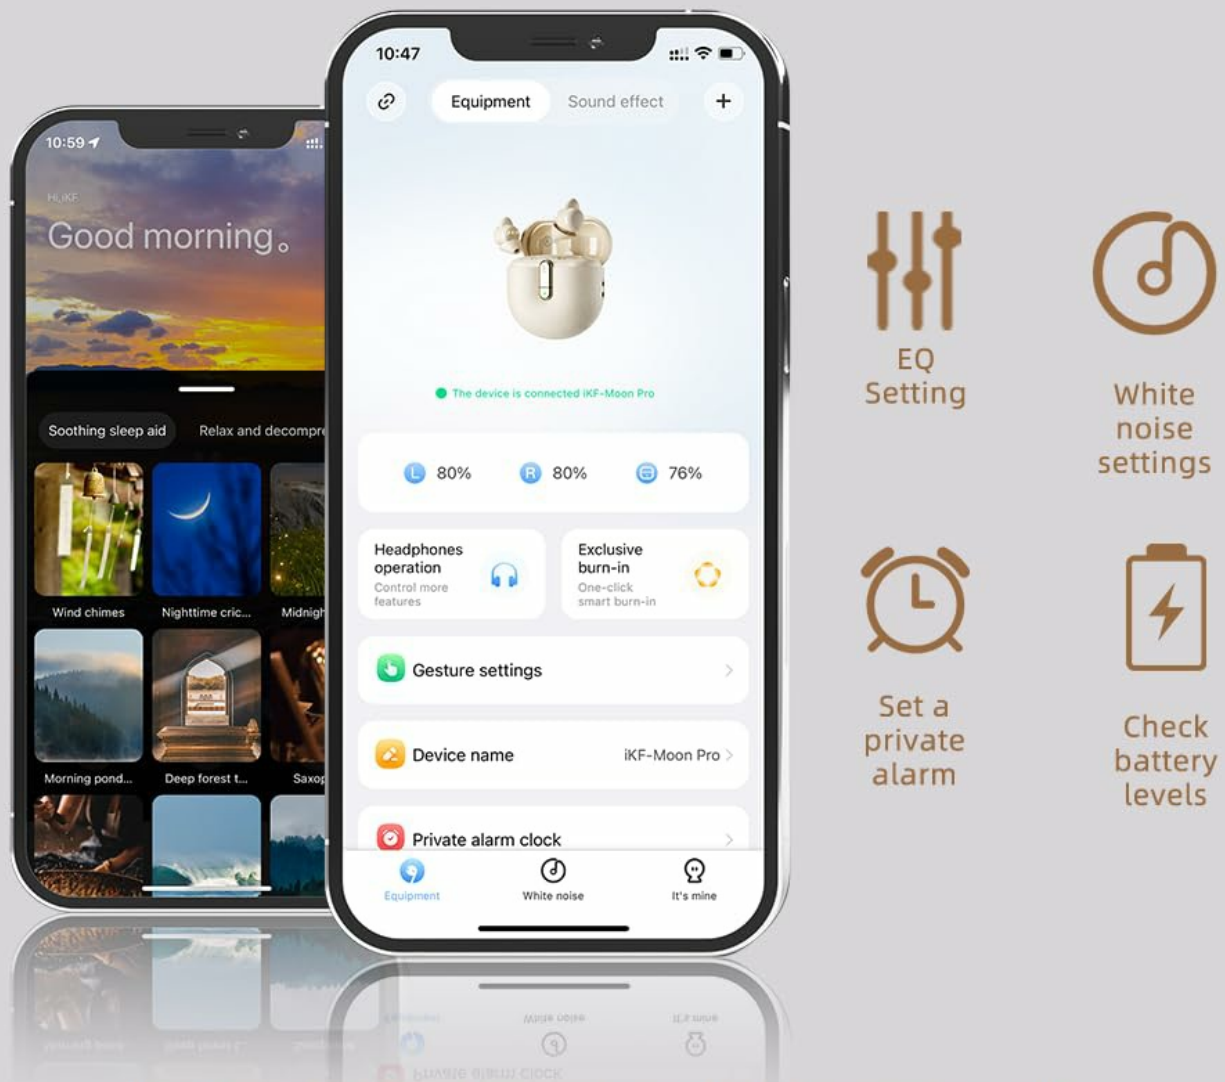 10:59
Hi,iKF
Good morning。
Soothing sleep aid
Relax and decompre
Wind chimes
Nighttime cric...
Midnigh
Morning pond...
Deep forest t...
Saxop
10:47
Equipment
Sound effect
+
The device is connected iKF-Moon Pro
L 80%
R 80%
76%
Headphones
operation
Control more
features
Exclusive
burn-in
One-click
smart burn-in
Gesture settings
Device name
iKF-Moon Pro
Private alarm clock
Equipment
White noise
It's mine
EQ
Setting
White
noise
settings
Set a
private
alarm
Check
battery
levels